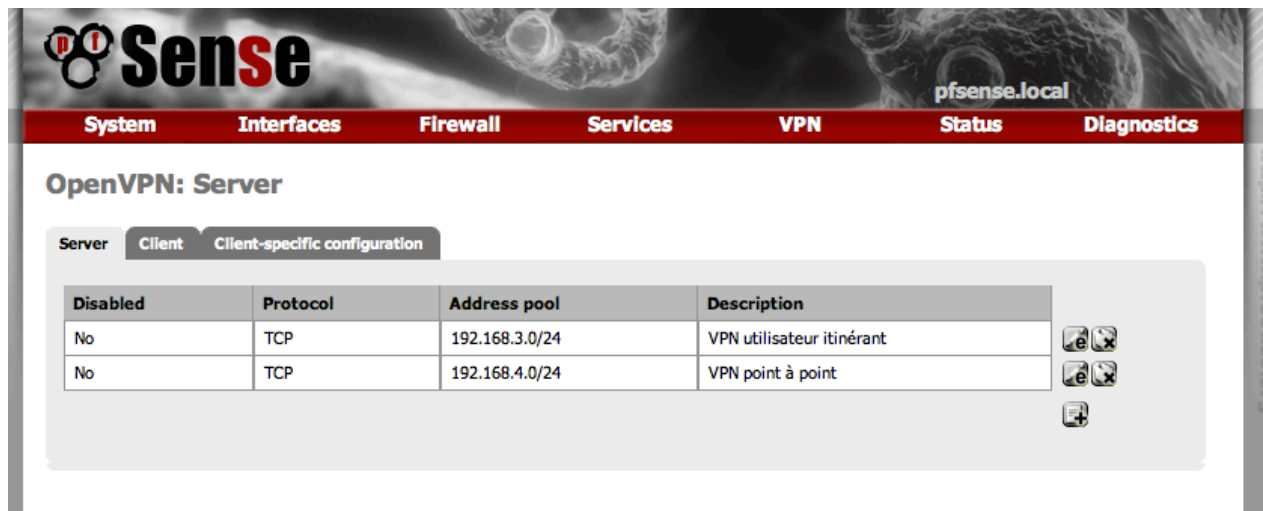 pf Sense
pfsense.local
System Interfaces Firewall Services VPN Status Diagnostics
OpenVPN: Server
Server Client Client-specific configuration
Disabled Protocol Address pool Description
No TCP 192.168.3.0/24 VPN utilisateur itinérant
No TCP 192.168.4.0/24 VPN point à point